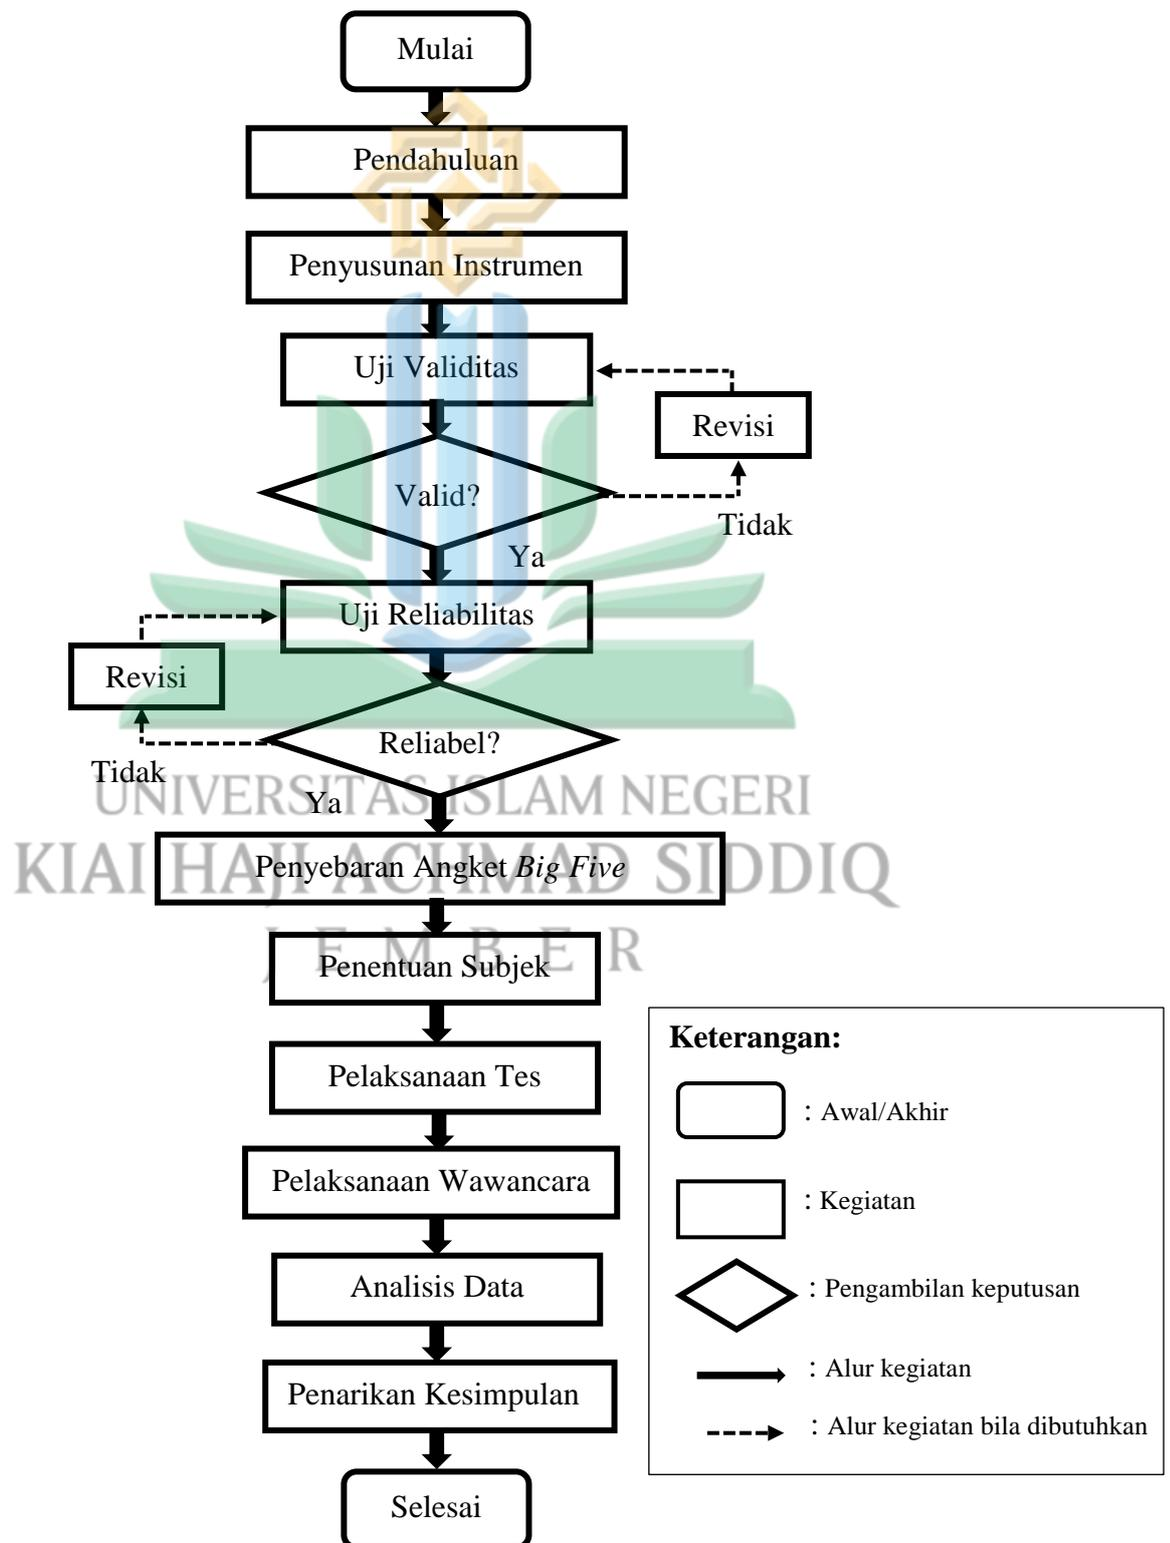 Mulai
Pendahuluan
Penyusunan Instrumen
Uji Validitas
Revisi
Valid?
Tidak
Ya
Uji Reliabilitas
Revisi
Reliabel?
Tidak
Ya
UNIVERSITAS ISLAM NEGERI
KIAI HAJI ACHMAD SIDDIQ
JEMBER
Penyebaran Angket Big Five
Penentuan Subjek
Pelaksanaan Tes
Pelaksanaan Wawancara
Analisis Data
Penarikan Kesimpulan
Selesai
Keterangan:
: Awal/Akhir
: Kegiatan
: Pengambilan keputusan
: Alur kegiatan
: Alur kegiatan bila dibutuhkan